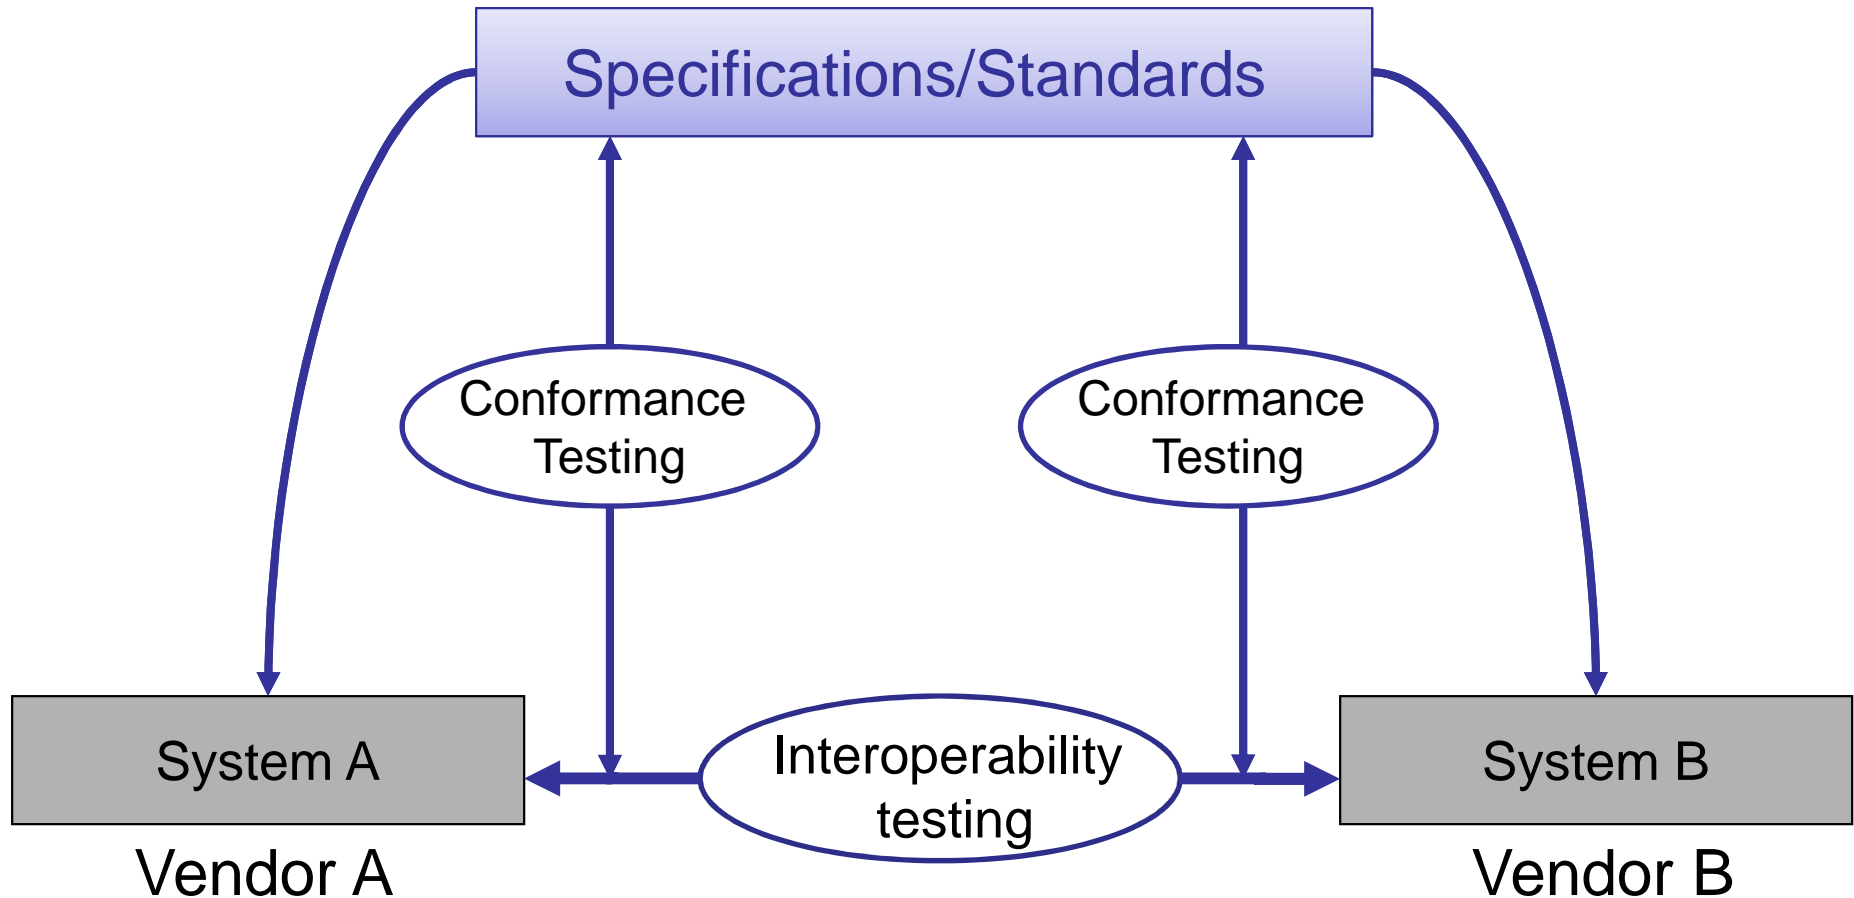 Specifications/Standards
Conformance
Testing
Conformance
Testing
System A
Interoperability
testing
System B
Vendor A
Vendor B